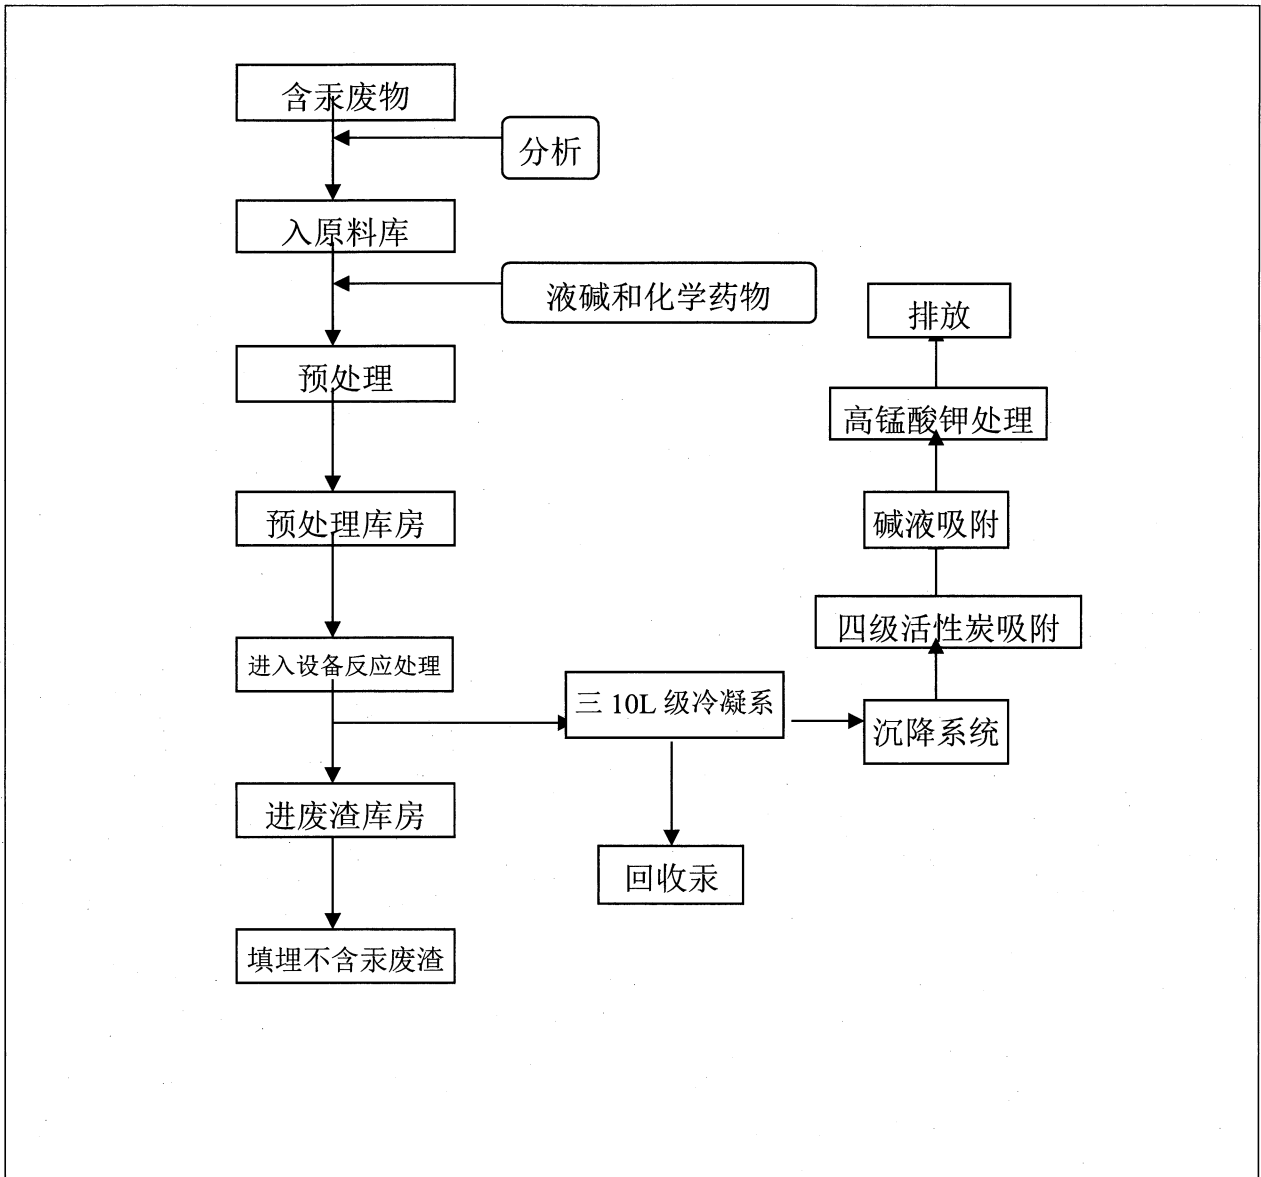 含汞废物
分析
入原料库
液碱和化学药物
排放
预处理
高锰酸钾处理
预处理库房
碱液吸附
四级活性炭吸附
进入设备反应处理
三 10L 级冷凝系
沉降系统
进废渣库房
回收汞
填埋不含汞废渣